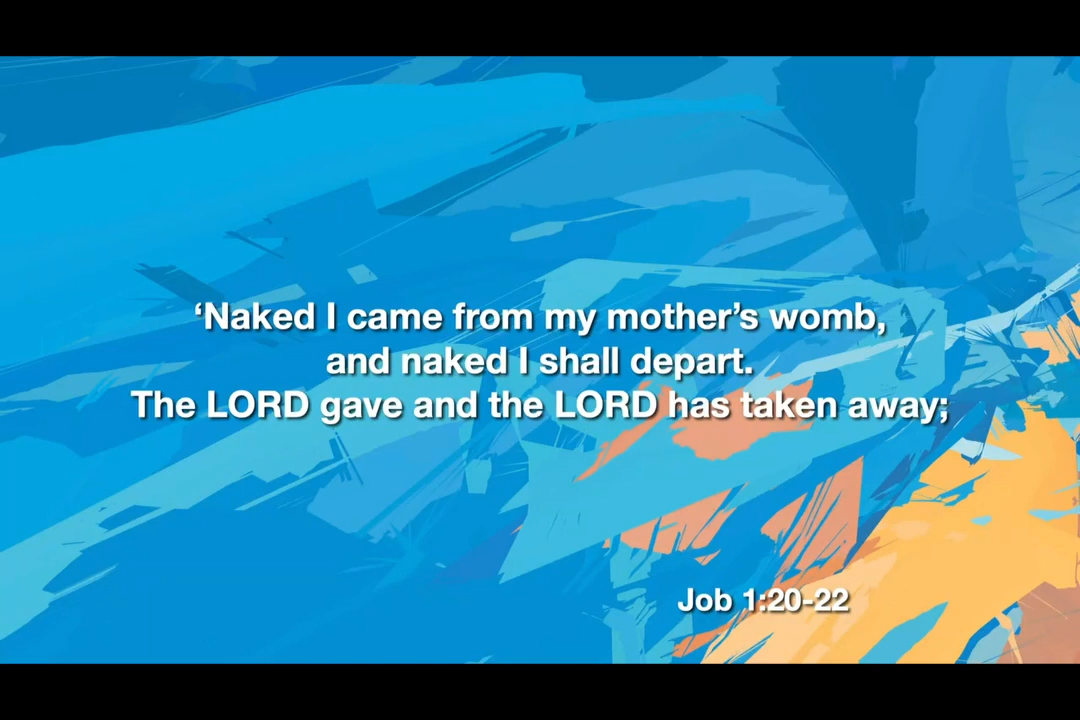 ‘Naked I came from my mother’s womb,
and naked I shall depart.
The LORD gave and the LORD has taken away;
Job 1:20-22